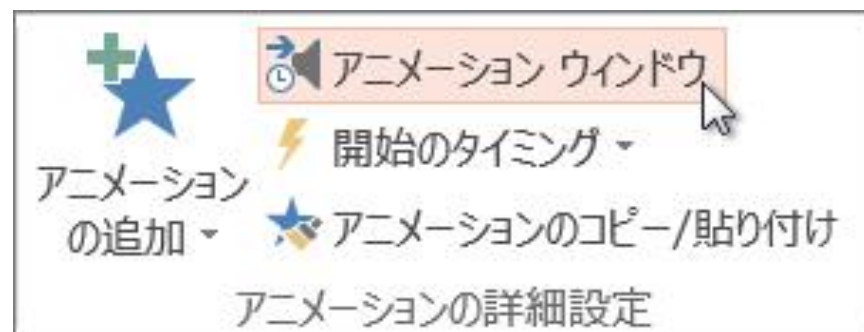 アニメーション
の追加
アニメーション ウィンドウ
開始のタイミング
アニメーションのコピー/貼り付け
アニメーションの詳細設定